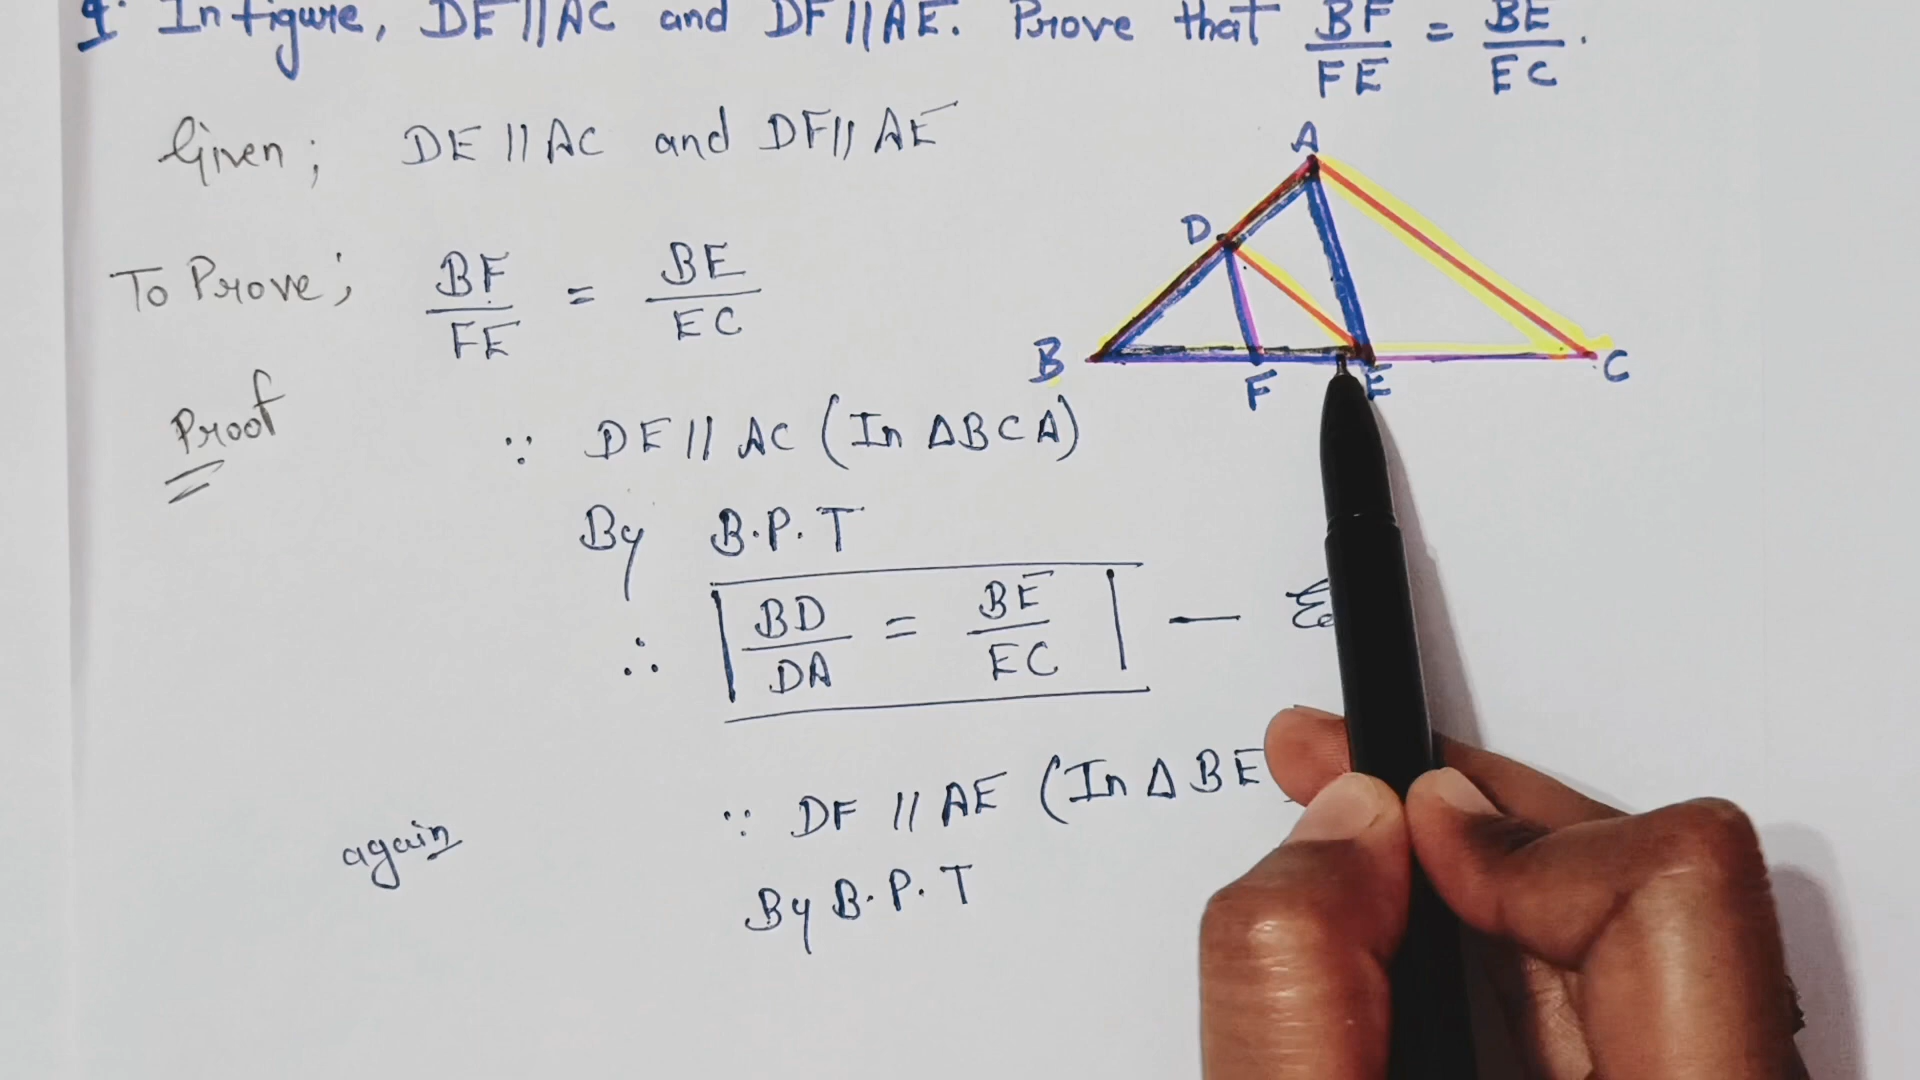 In figure, DE || AC and DF || AE. Prove that BF/FE = BE/EC.
Given; DE || AC and DF || AE
To Prove; BF/FE = BE/EC
Proof
∵ DE || AC (In ΔBCA)
By B.P.T
∴ BD/DA = BE/EC —
again ∵ DF || AE (In Δ BE
By B.P.T
A
D
B
F
E
C